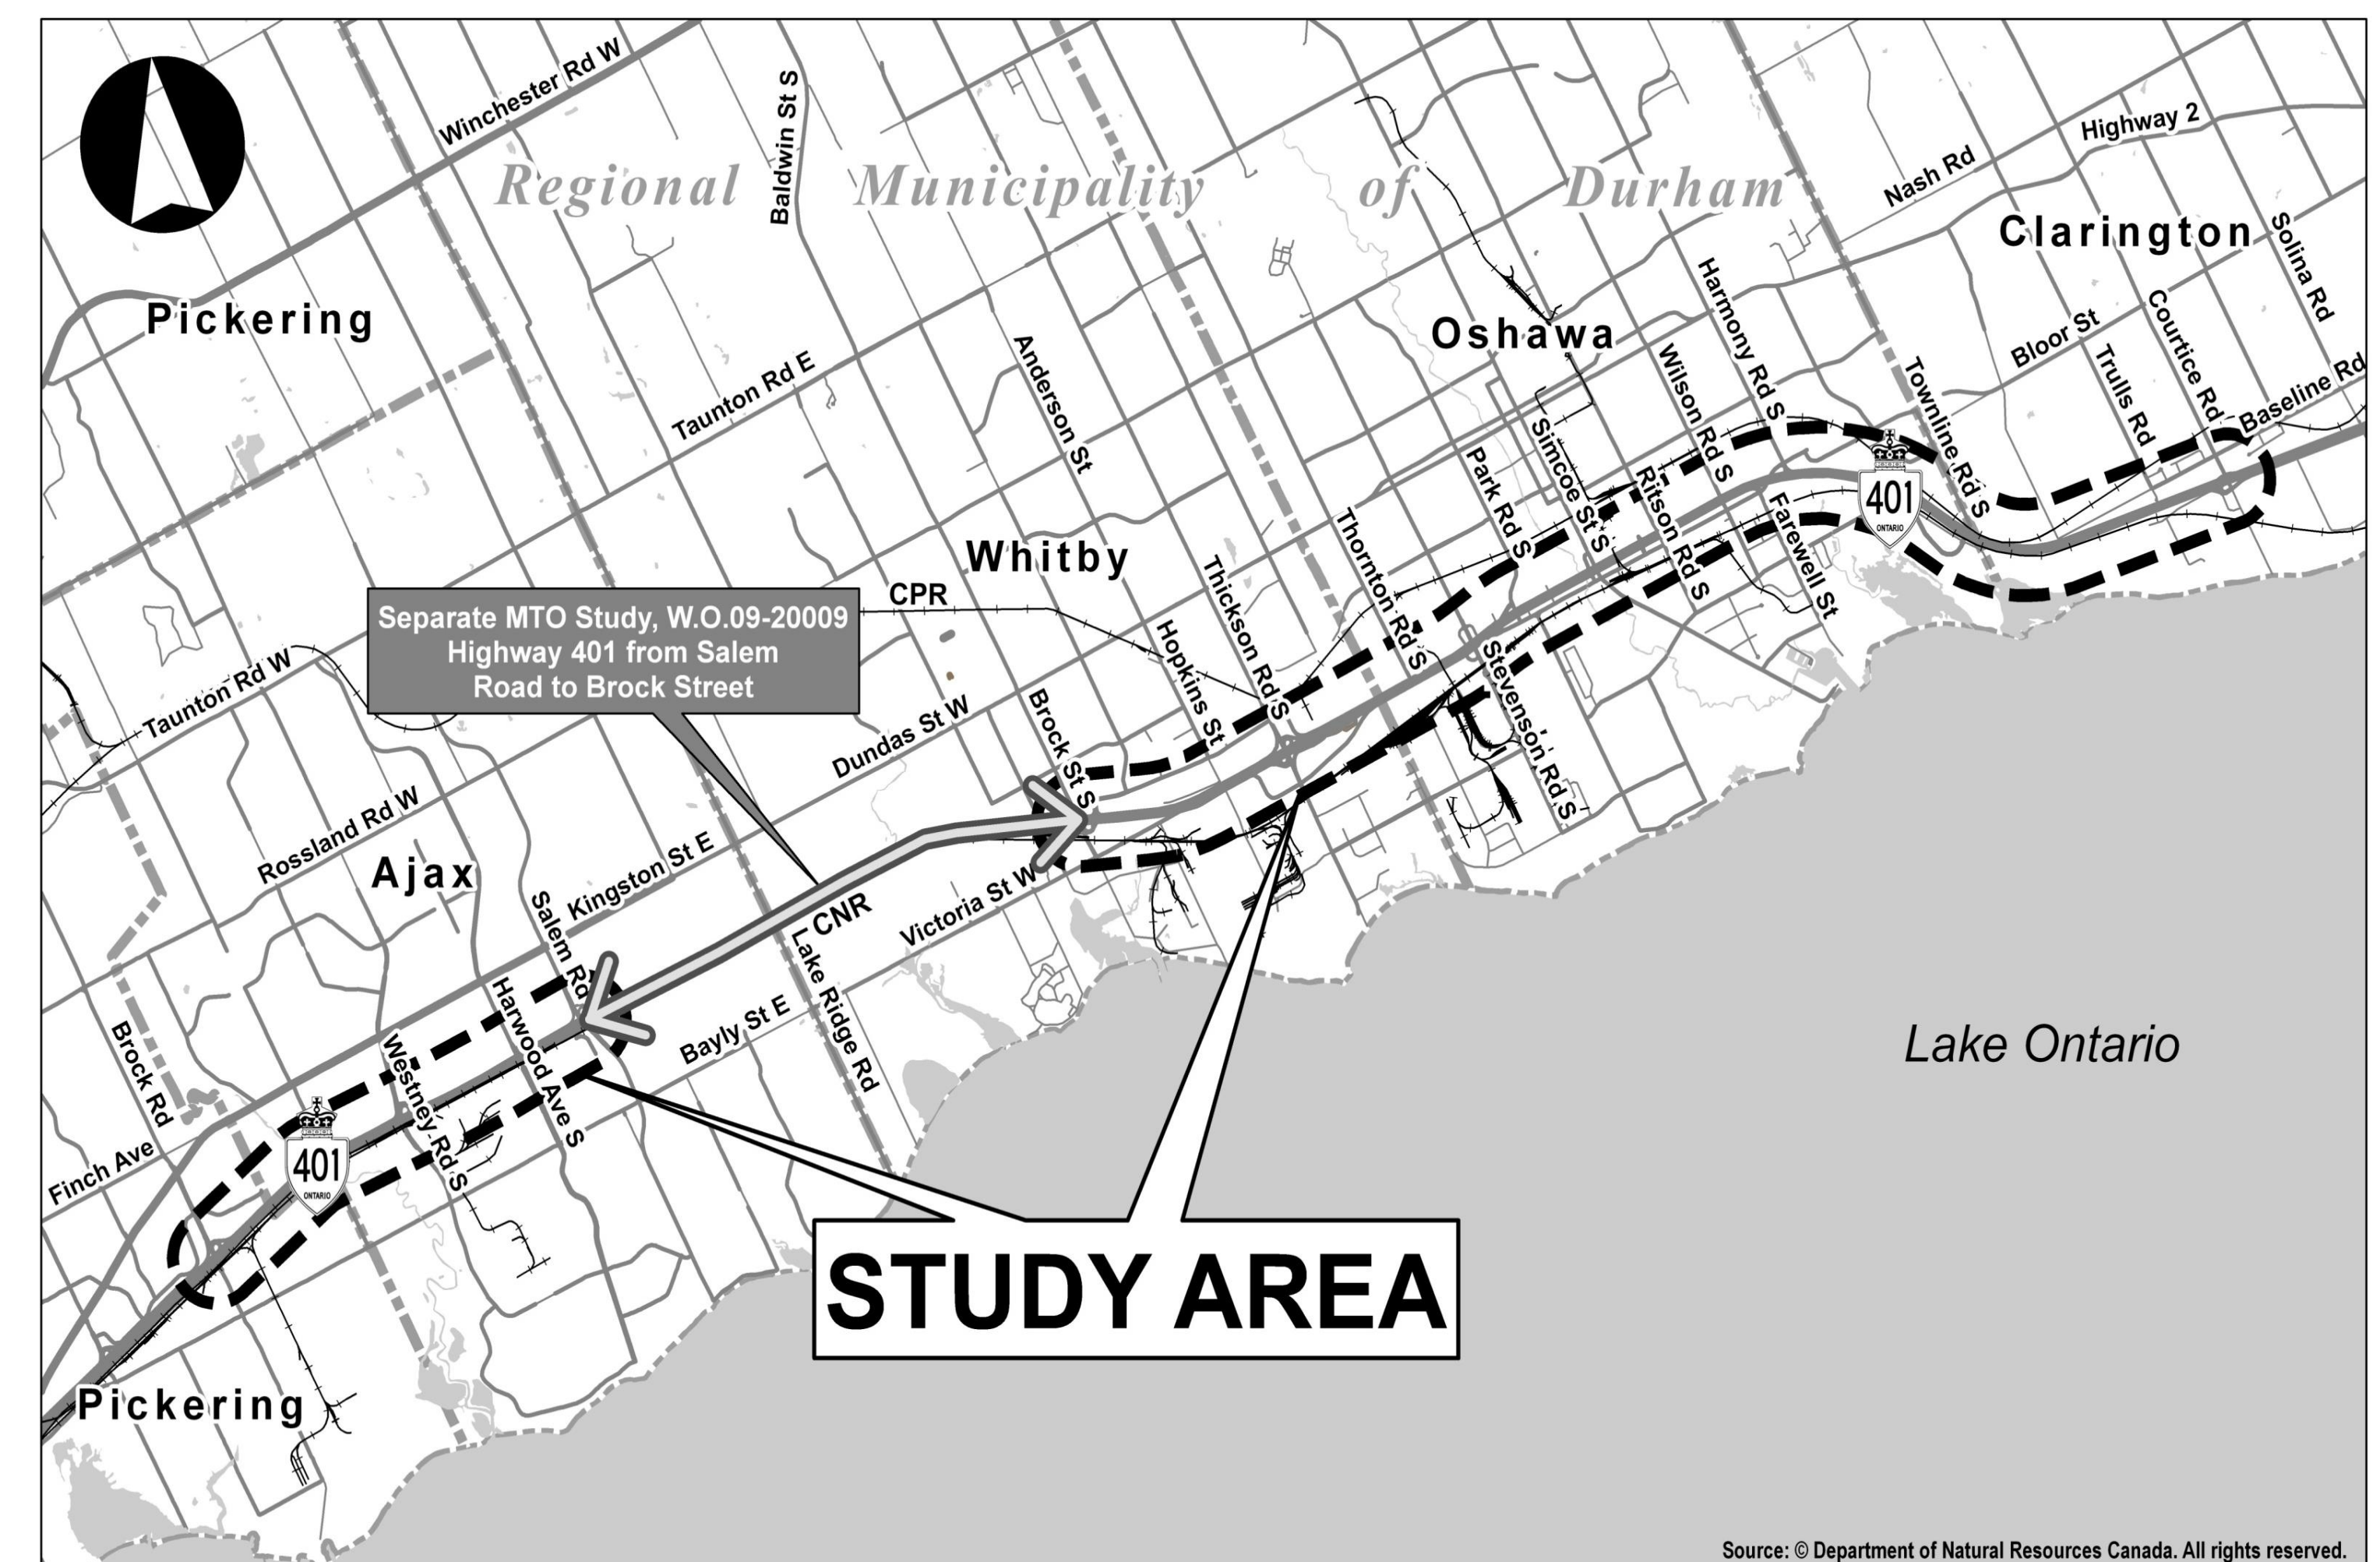 Winchester Rd W
Baldwin St S
Regional Municipality of Durham
Highway 2
Nash Rd
Clarington
Solina Rd
Pickering
Oshawa
Harmony Rd S
Courtice Rd
Bloor St
Trulls Rd
Baseline Rd
Anderson St
Wilson Rd S
Townline Rd S
Taunton Rd E
Simcoe St S
Park Rd S
Ritson Rd S
Farewell St
401
ONTARIO
Whitby
Thornton Rd S
Thickson Rd S
CPR
Separate MTO Study, W.O.09-20009
Highway 401 from Salem
Road to Brock Street
Hopkins St
Stevenson Rd S
Taunton Rd W
Brock St S
Dundas St W
Rossland Rd W
Ajax
Kingston St E
Salem Rd
CNR
Victoria St W
Lake Ridge Rd
Harwood Ave S
Bayly St E
Brock Rd
Westney Rd S
Lake Ontario
Finch Ave
401
ONTARIO
STUDY AREA
Pickering
Source: © Department of Natural Resources Canada. All rights reserved.